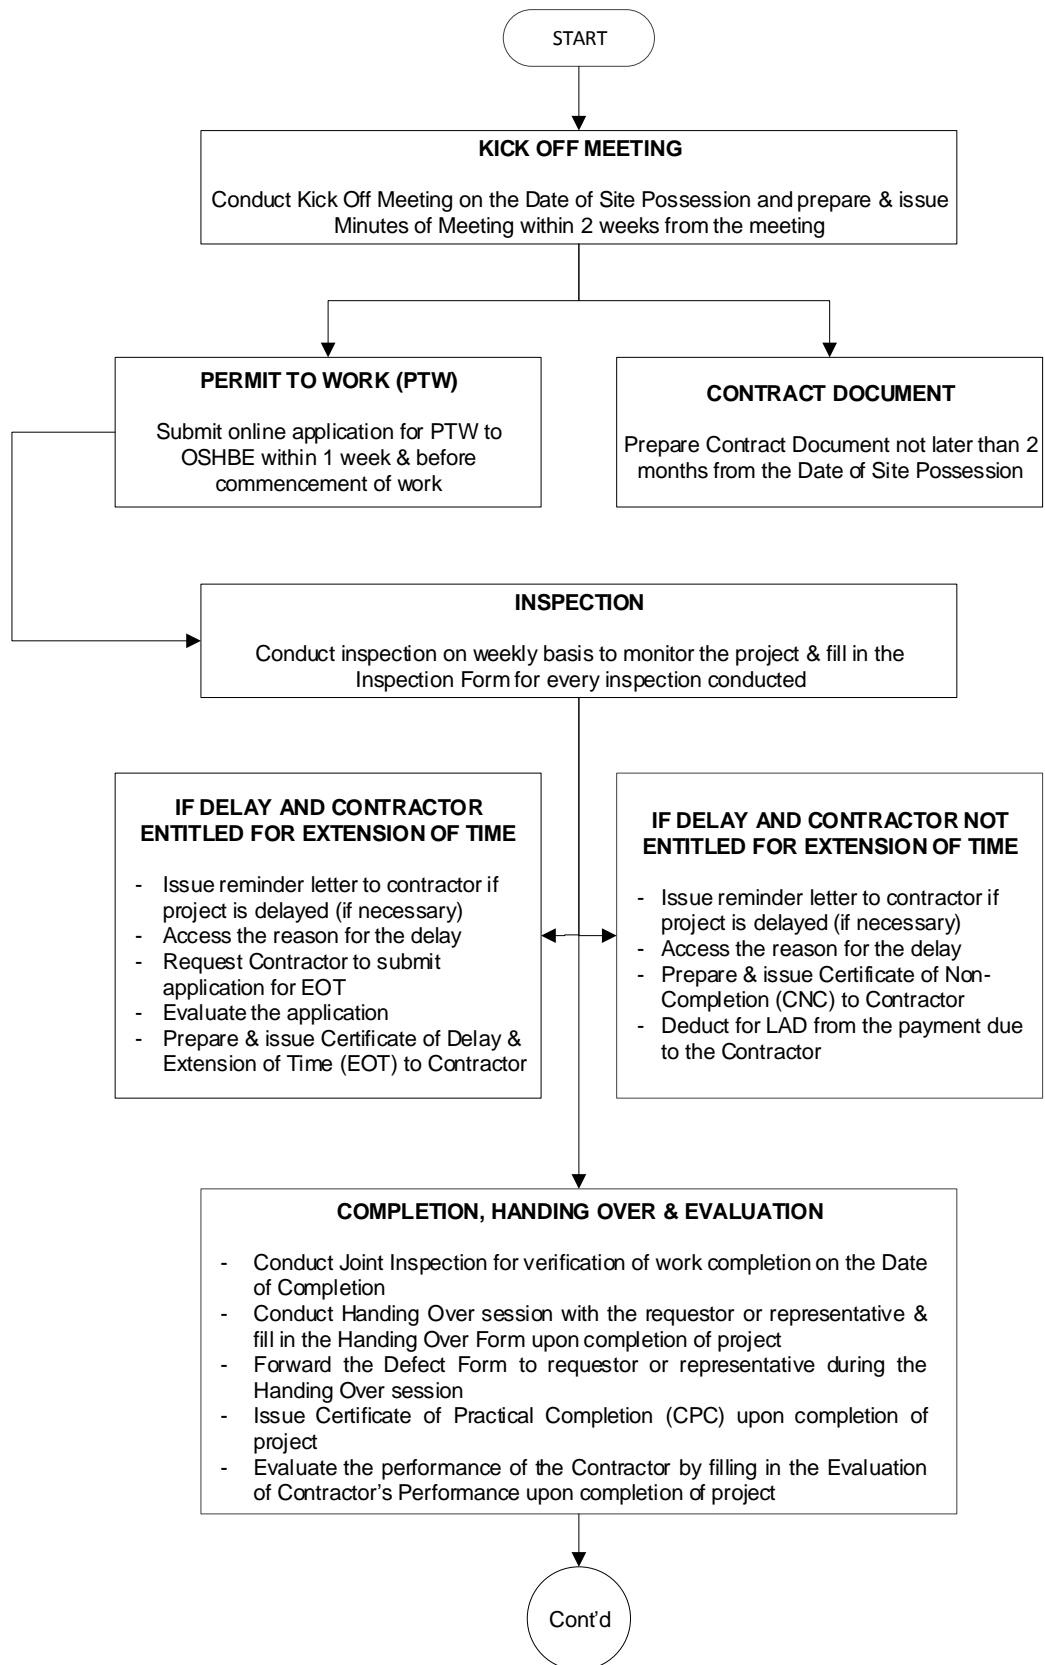 START
KICK OFF MEETING
Conduct Kick Off Meeting on the Date of Site Possession and prepare & issue
Minutes of Meeting within 2 weeks from the meeting
PERMIT TO WORK (PTW)
Submit online application for PTW to
OSHBE within 1 week & before
commencement of work
CONTRACT DOCUMENT
Prepare Contract Document not later than 2
months from the Date of Site Possession
INSPECTION
Conduct inspection on weekly basis to monitor the project & fill in the
Inspection Form for every inspection conducted
IF DELAY AND CONTRACTOR
ENTITLED FOR EXTENSION OF TIME
- Issue reminder letter to contractor if
project is delayed (if necessary)
- Access the reason for the delay
- Request Contractor to submit
application for EOT
- Evaluate the application
- Prepare & issue Certificate of Delay &
Extension of Time (EOT) to Contractor
IF DELAY AND CONTRACTOR NOT
ENTITLED FOR EXTENSION OF TIME
- Issue reminder letter to contractor if
project is delayed (if necessary)
- Access the reason for the delay
- Prepare & issue Certificate of Non-
Completion (CNC) to Contractor
- Deduct for LAD from the payment due
to the Contractor
COMPLETION, HANDING OVER & EVALUATION
- Conduct Joint Inspection for verification of work completion on the Date
of Completion
- Conduct Handing Over session with the requestor or representative &
fill in the Handing Over Form upon completion of project
- Forward the Defect Form to requestor or representative during the
Handing Over session
- Issue Certificate of Practical Completion (CPC) upon completion of
project
- Evaluate the performance of the Contractor by filling in the Evaluation
of Contractor’s Performance upon completion of project
Cont’d